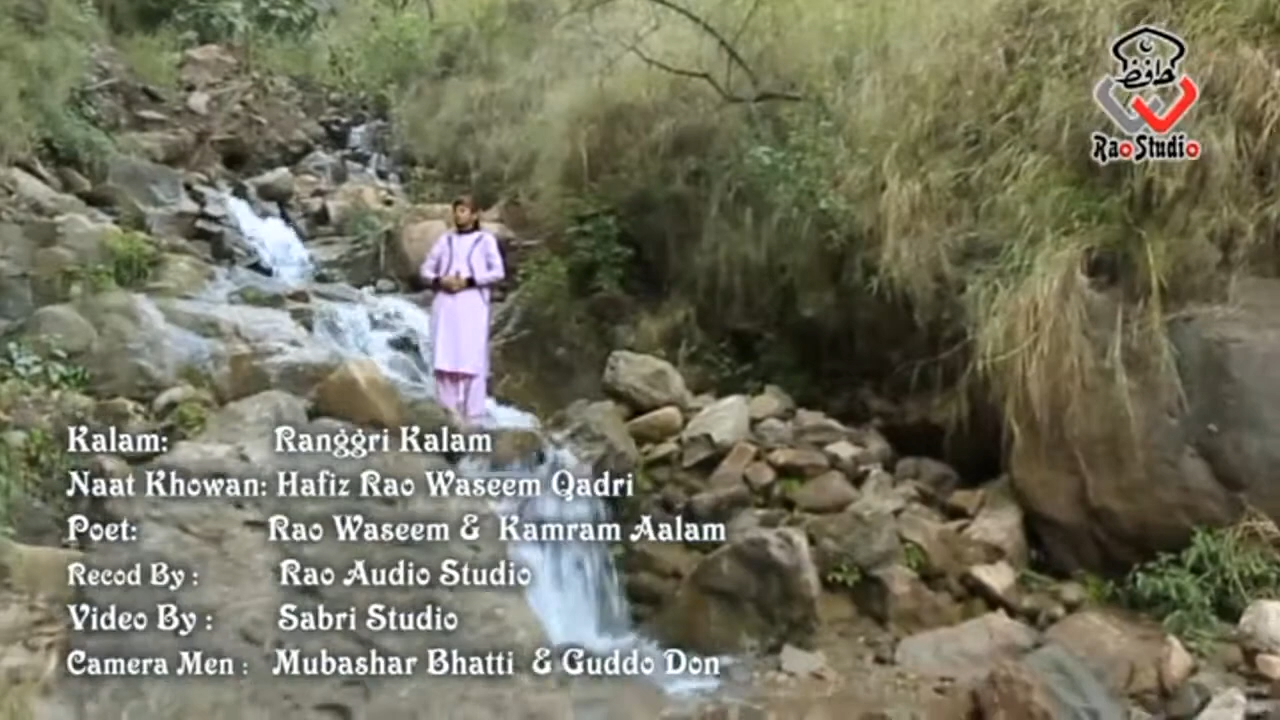 حافظ
Rao Studio
Kalam: Ranggri Kalam
Naat Khowan: Hafiz Rao Waseem Qadri
Poet: Rao Waseem & Kamram Aalam
Recod By : Rao Audio Studio
Video By : Sabri Studio
Camera Men : Mubashar Bhatti & Guddo Don